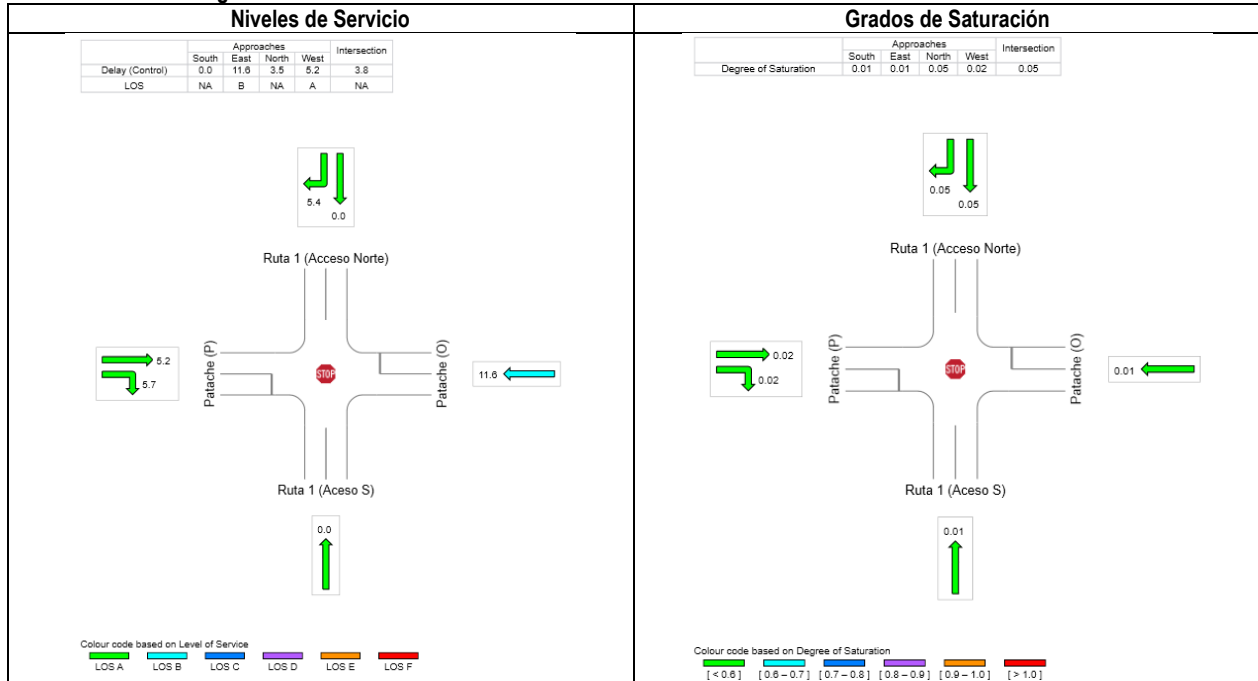 Niveles de Servicio
Approaches Intersection
South East North West
Delay (Control) 0.0 11.6 3.5 5.2 3.8
LOS NA B NA A NA
5.4
0.0
Ruta 1 (Acceso Norte)
Patache (P)
Patache (O)
5.2
5.7
STOP
11.6
Ruta 1 (Aceso S)
0.0
Colour code based on Level of Service
LOS A LOS B LOS C LOS D LOS E LOS F
Grados de Saturación
Approaches Intersection
South East North West
Degree of Saturation 0.01 0.01 0.05 0.02 0.05
0.05
0.05
Ruta 1 (Acceso Norte)
Patache (P)
Patache (O)
0.02
0.02
STOP
0.01
Ruta 1 (Aceso S)
0.01
Colour code based on Degree of Saturation
[ < 0.6 ] [ 0.6 – 0.7 ] [ 0.7 – 0.8 ] [ 0.8 – 0.9 ] [ 0.9 – 1.0 ] [ > 1.0 ]